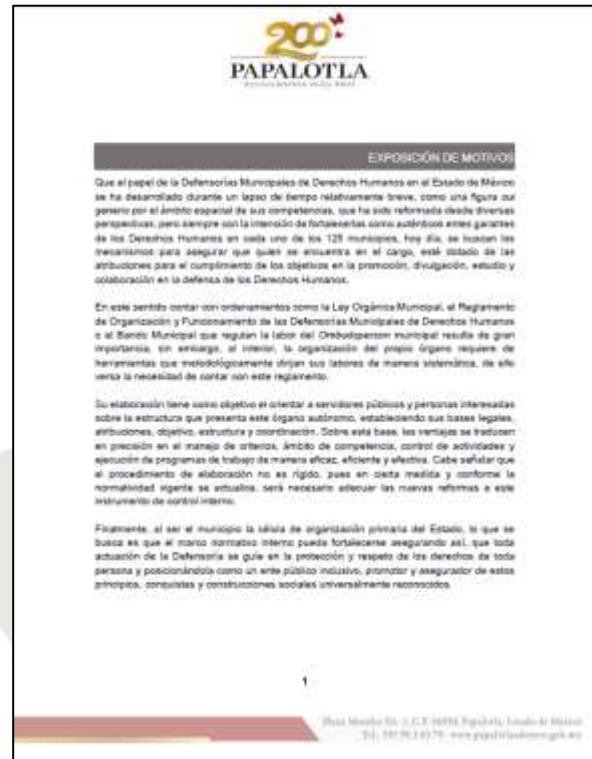 200
PAPALOTLA
EXPOSICIÓN DE MOTIVOS
Que el papel de la Defensorías Municipales de Derechos Humanos en el Estado de México
se ha desarrollado durante un lapso de tiempo relativamente breve, como una figura sui
generis por el ámbito espacial de sus competencias, que ha sido reformada desde diversas
perspectivas, pero siempre con la intención de fortalecerlas como auténticos entes garantes
de los Derechos Humanos en cada uno de los 125 municipios, hoy día, se buscan los
mecanismos para asegurar que quien se encuentra en el cargo, esté dotado de las
atribuciones para el cumplimiento de los objetivos en la promoción, divulgación, estudio y
colaboración en la defensa de los Derechos Humanos.
En este sentido contar con ordenamientos como la Ley Orgánica Municipal, el Reglamento
de Organización y Funcionamiento de las Defensorías Municipales de Derechos Humanos
o el Bando Municipal que regulan la labor del Ombudsperson municipal resulta de gran
importancia, sin embargo, al interior, la organización del propio órgano requiere de
herramientas que metodológicamente dirijan sus labores de manera sistemática, de ello
versa la necesidad de contar con este reglamento.
Su elaboración tiene como objetivo el orientar a servidores públicos y personas interesadas
sobre la estructura que presenta este órgano autónomo, estableciendo sus bases legales,
atribuciones, objetivo, estructura y coordinación. Sobre esta base, las ventajas se traducen
en precisión en el manejo de criterios, ámbito de competencia, control de actividades y
ejecución de programas de trabajo de manera eficaz, eficiente y efectiva. Cabe señalar que
el procedimiento de elaboración no es rígido, pues en cierta medida y conforme la
normatividad vigente se actualiza, será necesario adecuar las nuevas reformas a este
instrumento de control interno.
Finalmente, al ser el municipio la célula de organización primaria del Estado, lo que se
busca es que el marco normativo interno pueda fortalecerse asegurando así, que toda
actuación de la Defensoría se guíe en la protección y respeto de los derechos de toda
persona y posicionándola como un ente público inclusivo, promotor y asegurador de estos
principios, conquistas y construcciones sociales universalmente reconocidos.
1
Plaza Morelos No. 1, C.P. Papalotla, Estado de México
Tel.